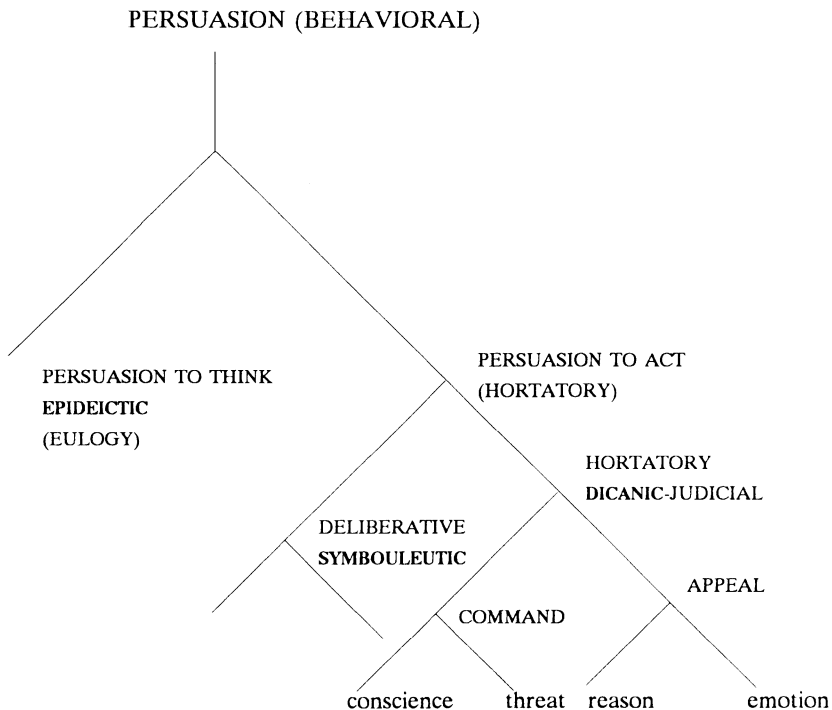 PERSUASION (BEHAVIORAL)
PERSUASION TO THINK
EPIDEICTIC
(EULOGY)
PERSUASION TO ACT
(HORTATORY)
HORTATORY
DICANIC-JUDICIAL
DELIBERATIVE
SYMBOULEUTIC
APPEAL
COMMAND
conscience
threat
reason
emotion